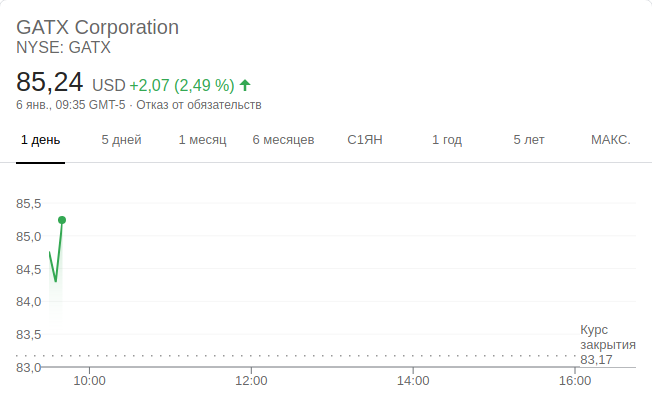 GATX Corporation
NYSE: GATX
85,24 USD +2,07 (2,49 %)
6 янв., 09:35 GMT-5 · Отказ от обязательств
1 день 5 дней 1 месяц 6 месяцев С1ЯН 1 год 5 лет МАКС.
85,5
85,0
84,5
84,0
83,5
83,0
Курс
закрытия
83,17
10:00 12:00 14:00 16:00